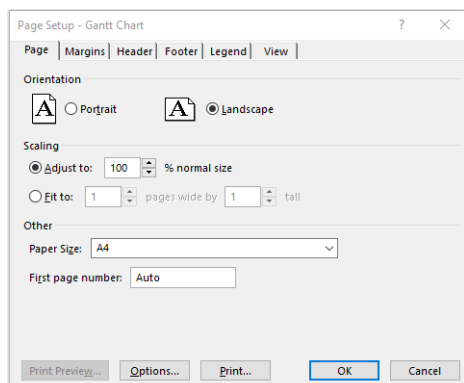 Page Setup - Gantt Chart ? ×
Page Margins Header Footer Legend View
Orientation
A Portrait A Landscape
Scaling
Adjust to: 100 % normal size
Fit to: 1 pages wide by 1 tall
Other
Paper Size: A4
First page number: Auto
Print Preview... Options... Print... OK Cancel